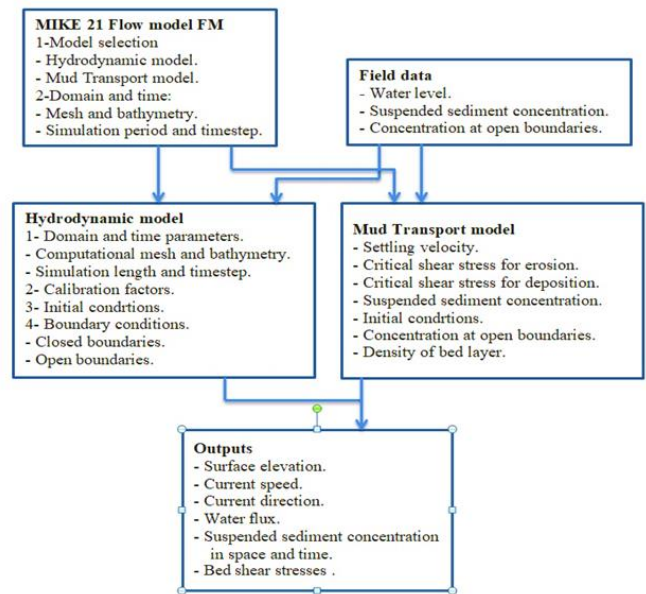 MIKE 21 Flow model FM
1-Model selection
- Hydrodynamic model.
- Mud Transport model.
2-Domain and time:
- Mesh and bathymetry.
- Simulation period and timestep.
Field data
- Water level.
- Suspended sediment concentration.
- Concentration at open boundaries.
Hydrodynamic model
1- Domain and time parameters.
- Computational mesh and bathymetry.
- Simulation length and timestep.
2- Calibration factors.
3- Initial condrtions.
4- Boundary conditions.
- Closed boundaries.
- Open boundaries.
Mud Transport model
- Settling velocity.
- Critical shear stress for erosion.
- Critical shear stress for deposition.
- Suspended sediment concentration.
- Initial condrtions.
- Concentration at open boundaries.
- Density of bed layer.
Outputs
- Surface elevation.
- Current speed.
- Current direction.
- Water flux.
- Suspended sediment concentration
in space and time.
- Bed shear stresses .